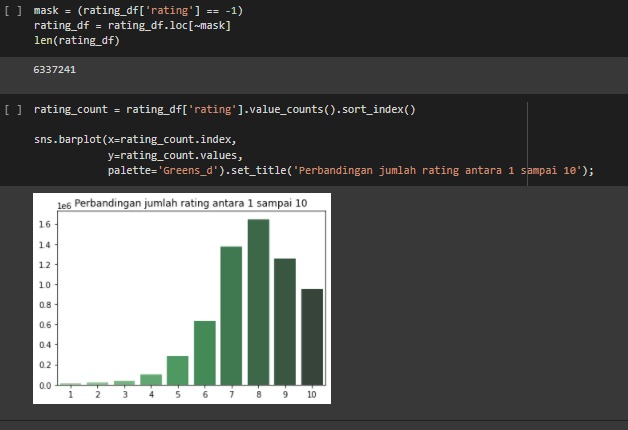 [ ] mask = (rating_df['rating'] == -1)
rating_df = rating_df.loc[~mask]
len(rating_df)
6337241
[ ] rating_count = rating_df['rating'].value_counts().sort_index()
sns.barplot(x=rating_count.index,
y=rating_count.values,
palette='Greens_d').set_title('Perbandingan jumlah rating antara 1 sampai 10');
1e6 Perbandingan jumlah rating antara 1 sampai 10
1.6
1.4
1.2
1.0
0.8
0.6
0.4
0.2
0.0
1 2 3 4 5 6 7 8 9 10